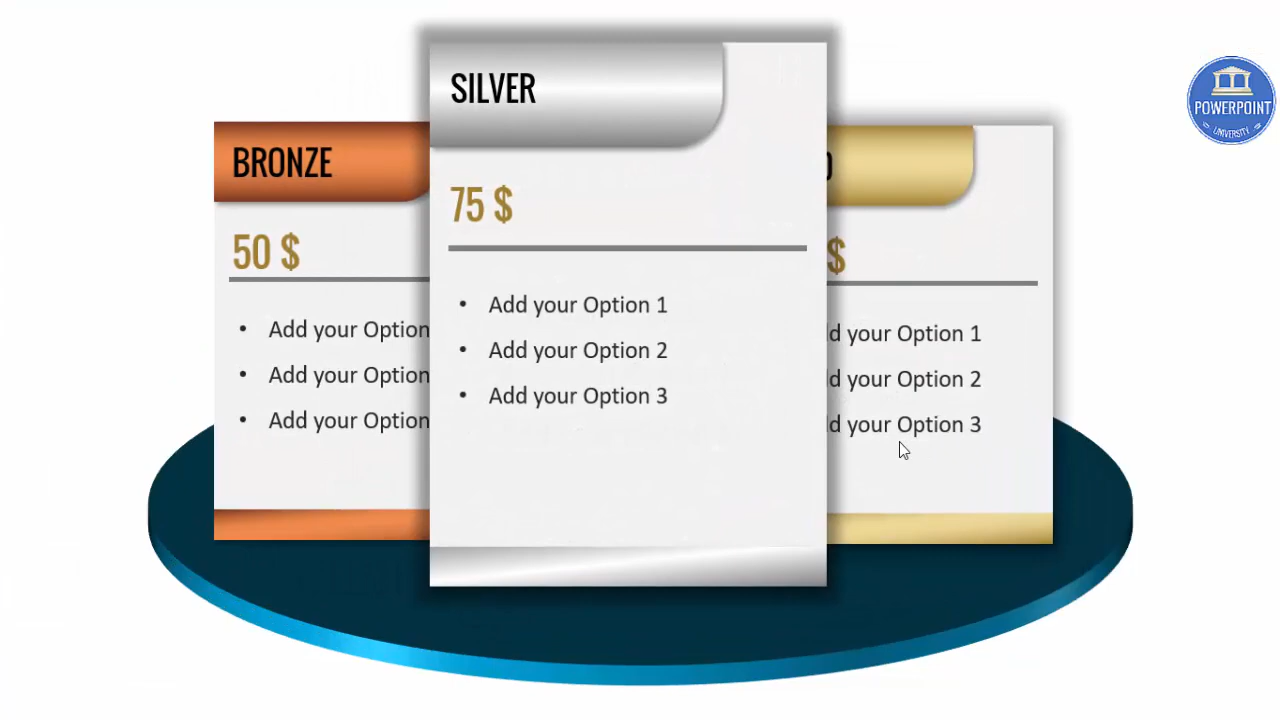 SILVER
75 $
• Add your Option 1
• Add your Option 2
• Add your Option 3
BRONZE
50 $
• Add your Option
• Add your Option
• Add your Option
$
your Option 1
your Option 2
your Option 3
POWERPOINT
UNIVERSITY